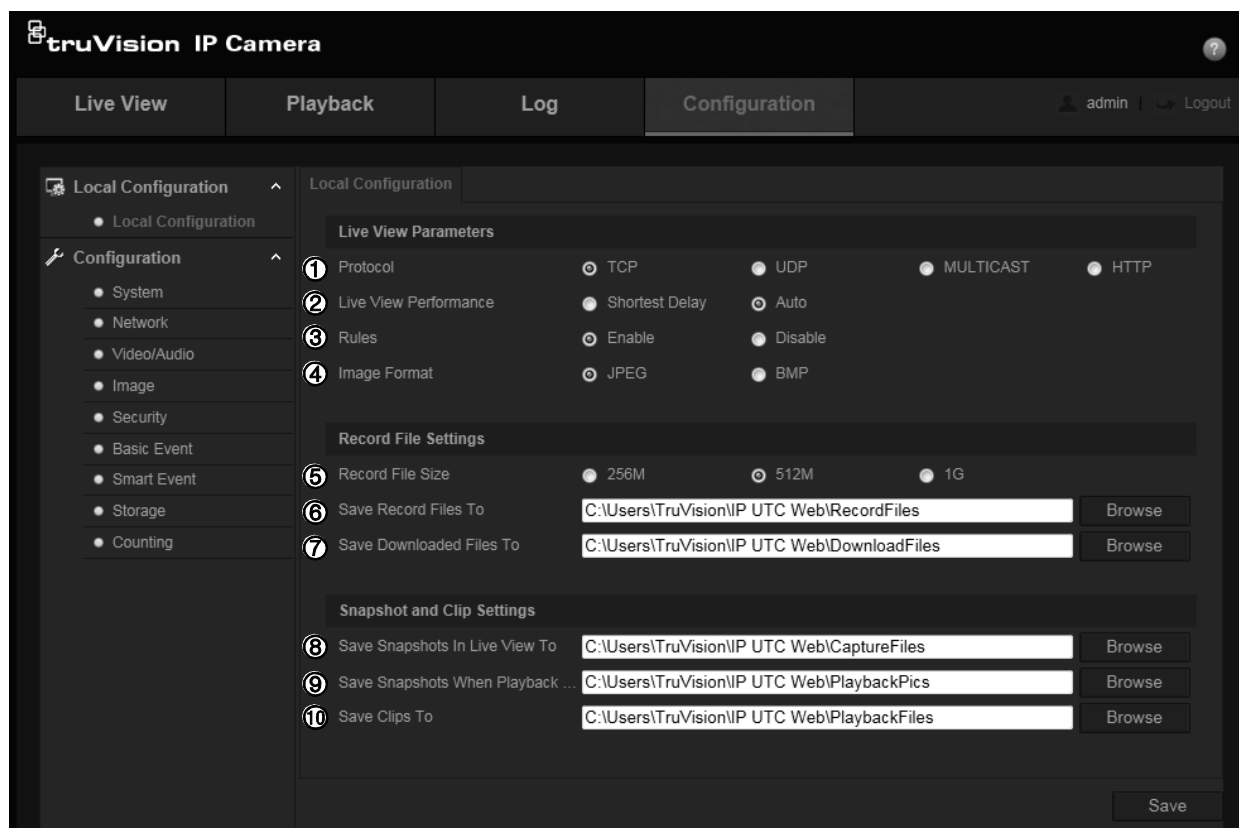 truVision IP Camera
?
Live View Playback Log Configuration admin | Logout
Local Configuration
Local Configuration
Configuration
System
Network
Video/Audio
Image
Security
Basic Event
Smart Event
Storage
Counting
Local Configuration
Live View Parameters
① Protocol TCP UDP MULTICAST HTTP
② Live View Performance Shortest Delay Auto
③ Rules Enable Disable
④ Image Format JPEG BMP
Record File Settings
⑤ Record File Size 256M 512M 1G
⑥ Save Record Files To C:\Users\TruVision\IP UTC Web\RecordFiles Browse
⑦ Save Downloaded Files To C:\Users\TruVision\IP UTC Web\DownloadFiles Browse
Snapshot and Clip Settings
⑧ Save Snapshots In Live View To C:\Users\TruVision\IP UTC Web\CaptureFiles Browse
⑨ Save Snapshots When Playback ... C:\Users\TruVision\IP UTC Web\PlaybackPics Browse
⑩ Save Clips To C:\Users\TruVision\IP UTC Web\PlaybackFiles Browse
Save